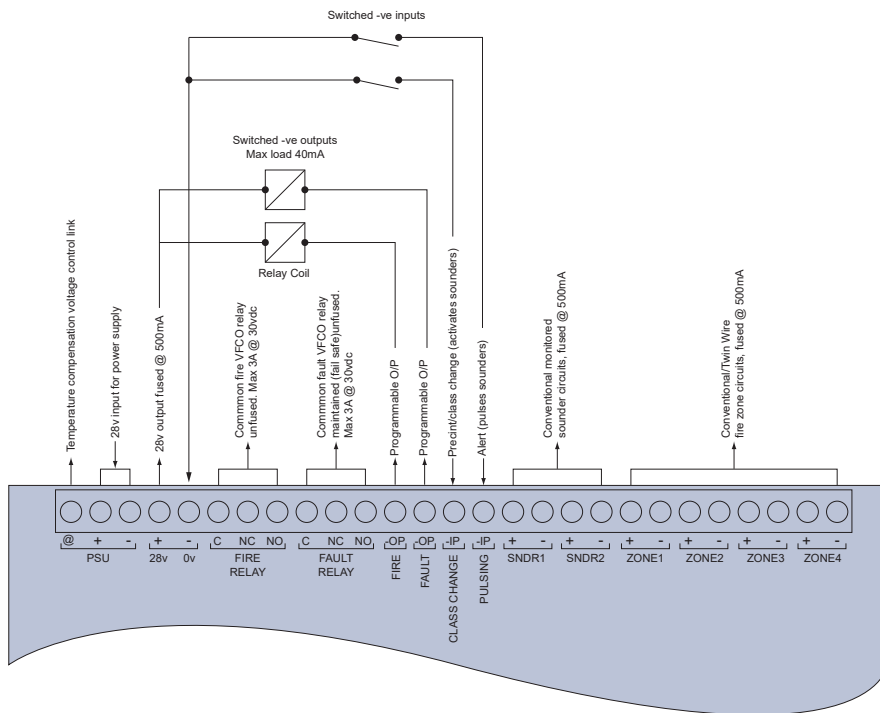 Switched -ve inputs
Switched -ve outputs
Max load 40mA
Relay Coil
Temperature compensation voltage control link
28v input for power supply
28v output fused @ 500mA
Commmon fire VFCO relay
unfused. Max 3A @ 30vdc
Commmon fault VFCO relay
maintained (fail safe)unfused.
Max 3A @ 30vdc
Programmable O/P
Programmable O/P
Precint/class change (activates sounders)
Alert (pulses sounders)
Conventional monitored
sounder circuits, fused @ 500mA
Conventional/Twin Wire
fire zone circuits, fused @ 500mA
@ + - + - C NC NO C NC NO -OP -OP -IP -IP + - + - + - + - + - + -
PSU 28v 0v FIRE RELAY FAULT RELAY FIRE FAULT CLASS CHANGE PULSING SNDR1 SNDR2 ZONE1 ZONE2 ZONE3 ZONE4